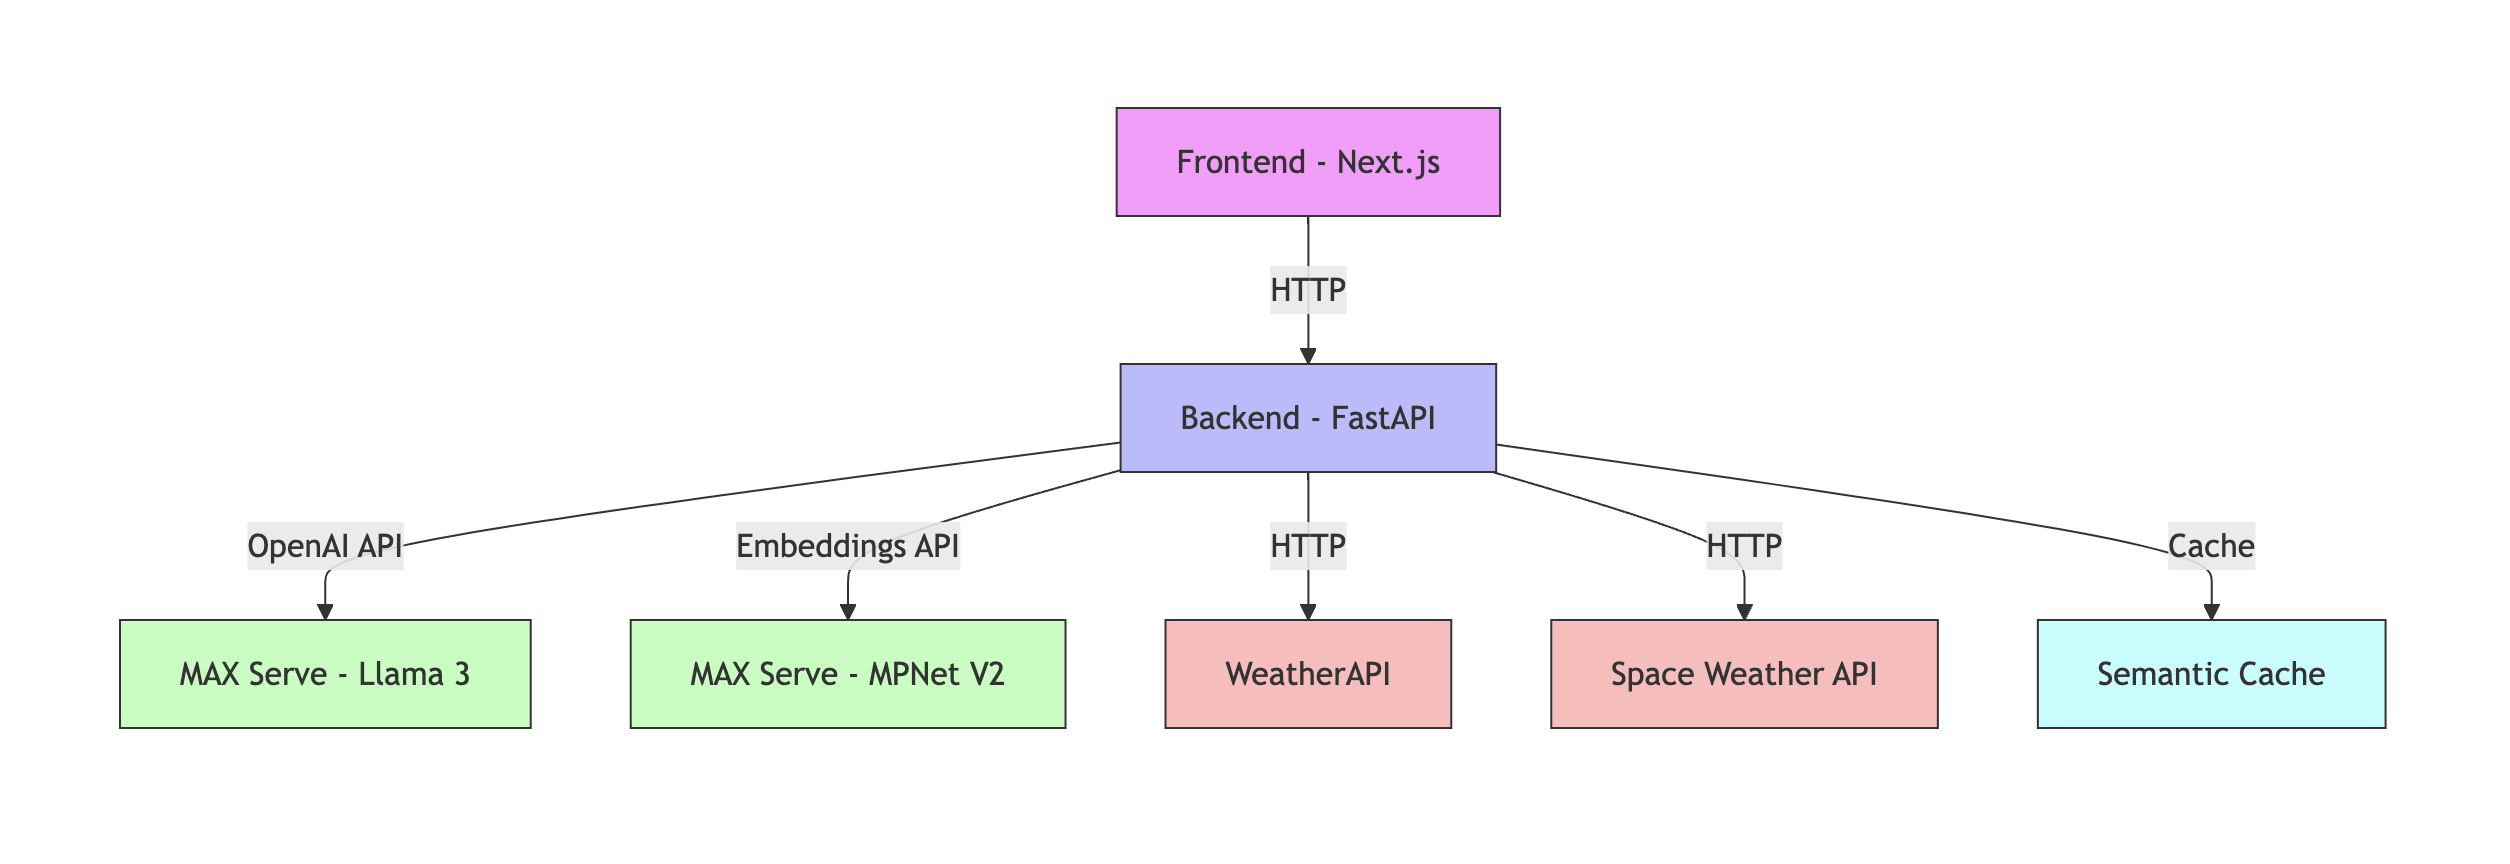 Frontend - Next.js
HTTP
Backend - FastAPI
OpenAI API
Embeddings API
HTTP
HTTP
Cache
MAX Serve - Llama 3
MAX Serve - MPNet V2
WeatherAPI
Space Weather API
Semantic Cache